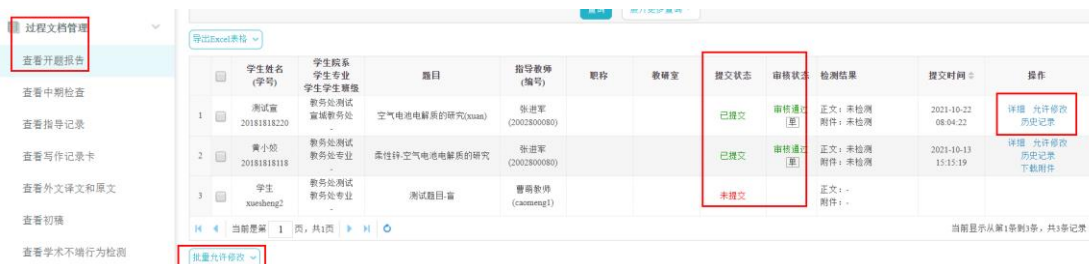 过程文档管理
查看开题报告
查看中期检查
查看指导记录
查看写作记录卡
查看外文译文和原文
查看初稿
查看学术不端行为检测
导出Excel表格
学生姓名
(学号)
学生院系
学生专业
学生学生班级
题目
指导教师
(编号)
职称
教研室
提交状态
审核状态
检测结果
提交时间
操作
1
测试宣
20181818220
教务处测试
宣城教务处
-
空气电池电解质的研究(xuan)
张进军
(2002800080)
已提交
审核通过
单
正文:未检测
附件:未检测
2021-10-22
08:04:22
详细 允许修改
历史记录
2
黄小姣
20181818118
教务处测试
教务处专业
-
柔性锌-空气电池电解质的研究
张进军
(2002800080)
已提交
审核通过
单
正文:未检测
附件:未检测
2021-10-13
15:15:19
详细 允许修改
历史记录
下载附件
3
学生
xuesheng2
教务处测试
教务处专业
-
测试题目-盲
曹萌教师
(caomeng1)
未提交
正文:-
附件:-
当前是第 1 页,共1页
当前显示从第1条到3条,共3条记录
批量允许修改